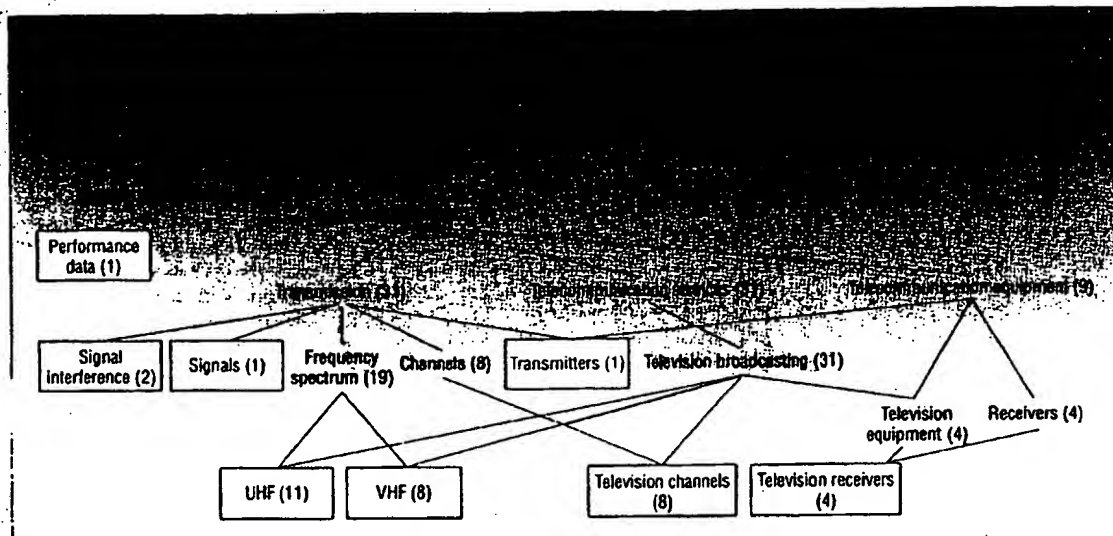 Performance
data (1)
Television broadcasting (31)
Signal
interference (2)
Signals (1)
Frequency
spectrum (19)
Channels (8)
Transmitters (1)
Television
equipment (4)
Receivers (4)
UHF (11)
VHF (8)
Television channels
(8)
Television receivers
(4)